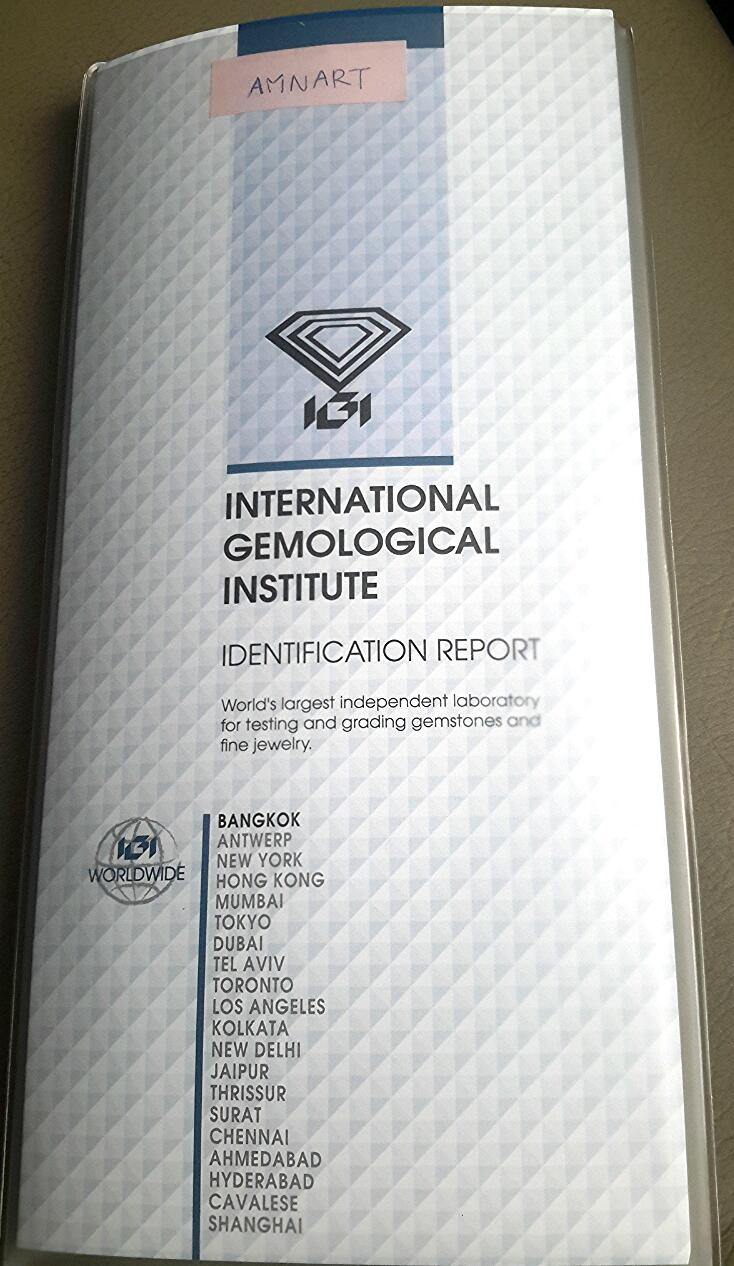 AMNART
IGI
INTERNATIONAL
GEMOLOGICAL
INSTITUTE
IDENTIFICATION REPORT
World's largest independent laboratory
for testing and grading gemstones and
fine jewelry.
IGI
WORLDWIDE
BANGKOK
ANTWERP
NEW YORK
HONG KONG
MUMBAI
TOKYO
DUBAI
TEL AVIV
TORONTO
LOS ANGELES
KOLKATA
NEW DELHI
JAIPUR
THRISSUR
SURAT
CHENNAI
AHMEDABAD
HYDERABAD
CAVALESE
SHANGHAI